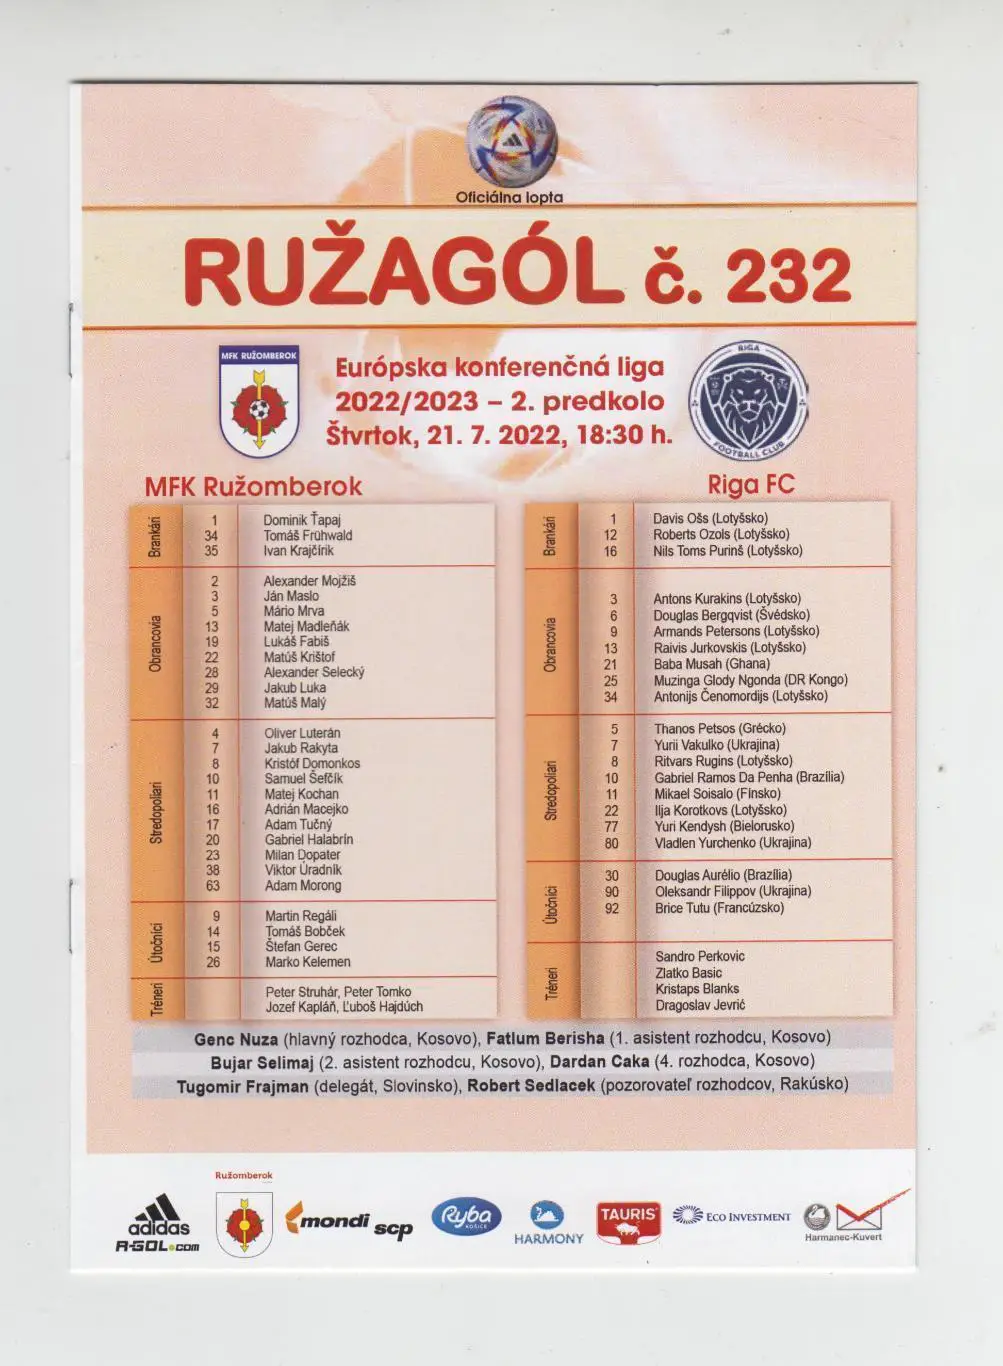 Oficiálna lopta
RUŽAGÓL č. 232
MFK RUŽOMBEROK
RIGA
FOOTBALL CLUB
Európska konferenčná liga
2022/2023 – 2. predkolo
Štvrtok, 21. 7. 2022, 18:30 h.
MFK Ružomberok
Brankári
1 Dominik Ťapaj
34 Tomáš Frühwald
35 Ivan Krajčírik
Obrancovia
2 Alexander Mojžiš
3 Ján Maslo
5 Mário Mrva
13 Matej Madleňák
19 Lukáš Fabiš
22 Matúš Krištof
28 Alexander Selecký
29 Jakub Luka
32 Matúš Malý
Stredopoliari
4 Oliver Luterán
7 Jakub Rakyta
8 Kristóf Domonkos
10 Samuel Šefčík
11 Matej Kochan
16 Adrián Macejko
17 Adam Tučný
20 Gabriel Halabrín
23 Milan Dopater
38 Viktor Úradník
63 Adam Morong
Útočníci
9 Martin Regáli
14 Tomáš Bobček
15 Štefan Gerec
26 Marko Kelemen
Tréneri
Peter Struhár, Peter Tomko
Jozef Kapláň, Ľuboš Hajdúch
Riga FC
Brankári
1 Davis Ošs (Lotyšsko)
12 Roberts Ozols (Lotyšsko)
16 Nils Toms Puriņš (Lotyšsko)
Obrancovia
3 Antons Kurakins (Lotyšsko)
6 Douglas Bergqvist (Švédsko)
9 Armands Petersons (Lotyšsko)
13 Raivis Jurkovskis (Lotyšsko)
21 Baba Musah (Ghana)
25 Muzinga Glody Ngonda (DR Kongo)
34 Antonijs Čenomordijs (Lotyšsko)
Stredopoliari
5 Thanos Petsos (Grécko)
7 Yurii Vakulko (Ukrajina)
8 Ritvars Rugins (Lotyšsko)
10 Gabriel Ramos Da Penha (Brazília)
11 Mikael Soisalo (Fínsko)
22 Ilja Korotkovs (Lotyšsko)
77 Yuri Kendysh (Bielorusko)
80 Vladlen Yurchenko (Ukrajina)
Útočníci
30 Douglas Aurélio (Brazília)
90 Oleksandr Filippov (Ukrajina)
92 Brice Tutu (Francúzsko)
Tréneri
Sandro Perkovic
Zlatko Basic
Kristaps Blanks
Dragoslav Jevrić
Genc Nuza (hlavný rozhodca, Kosovo), Fatlum Berisha (1. asistent rozhodcu, Kosovo)
Bujar Selimaj (2. asistent rozhodcu, Kosovo), Dardan Caka (4. rozhodca, Kosovo)
Tugomir Frajman (delegát, Slovinsko), Robert Sedlacek (pozorovateľ rozhodcov, Rakúsko)
adidas
A-GOL.com
Ružomberok
mondi scp
Ryba
KOŠICE
HARMONY
TAURIS
ECO INVESTMENT
Harmanec-Kuvert